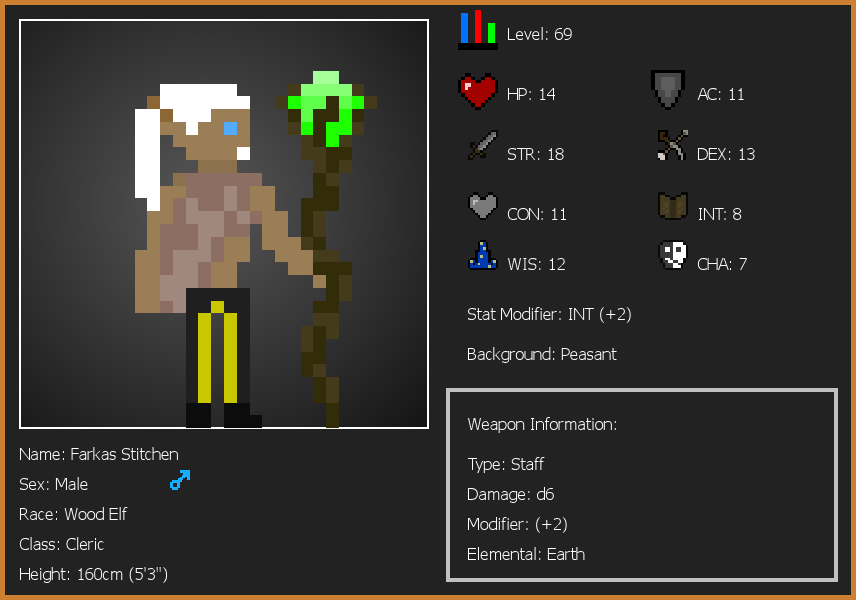 Level: 69
HP: 14
AC: 11
STR: 18
DEX: 13
CON: 11
INT: 8
WIS: 12
CHA: 7
Stat Modifier: INT (+2)
Background: Peasant
Weapon Information:
Type: Staff
Damage: d6
Modifier: (+2)
Elemental: Earth
Name: Farkas Stitchen
Sex: Male
Race: Wood Elf
Class: Cleric
Height: 160cm (5'3")